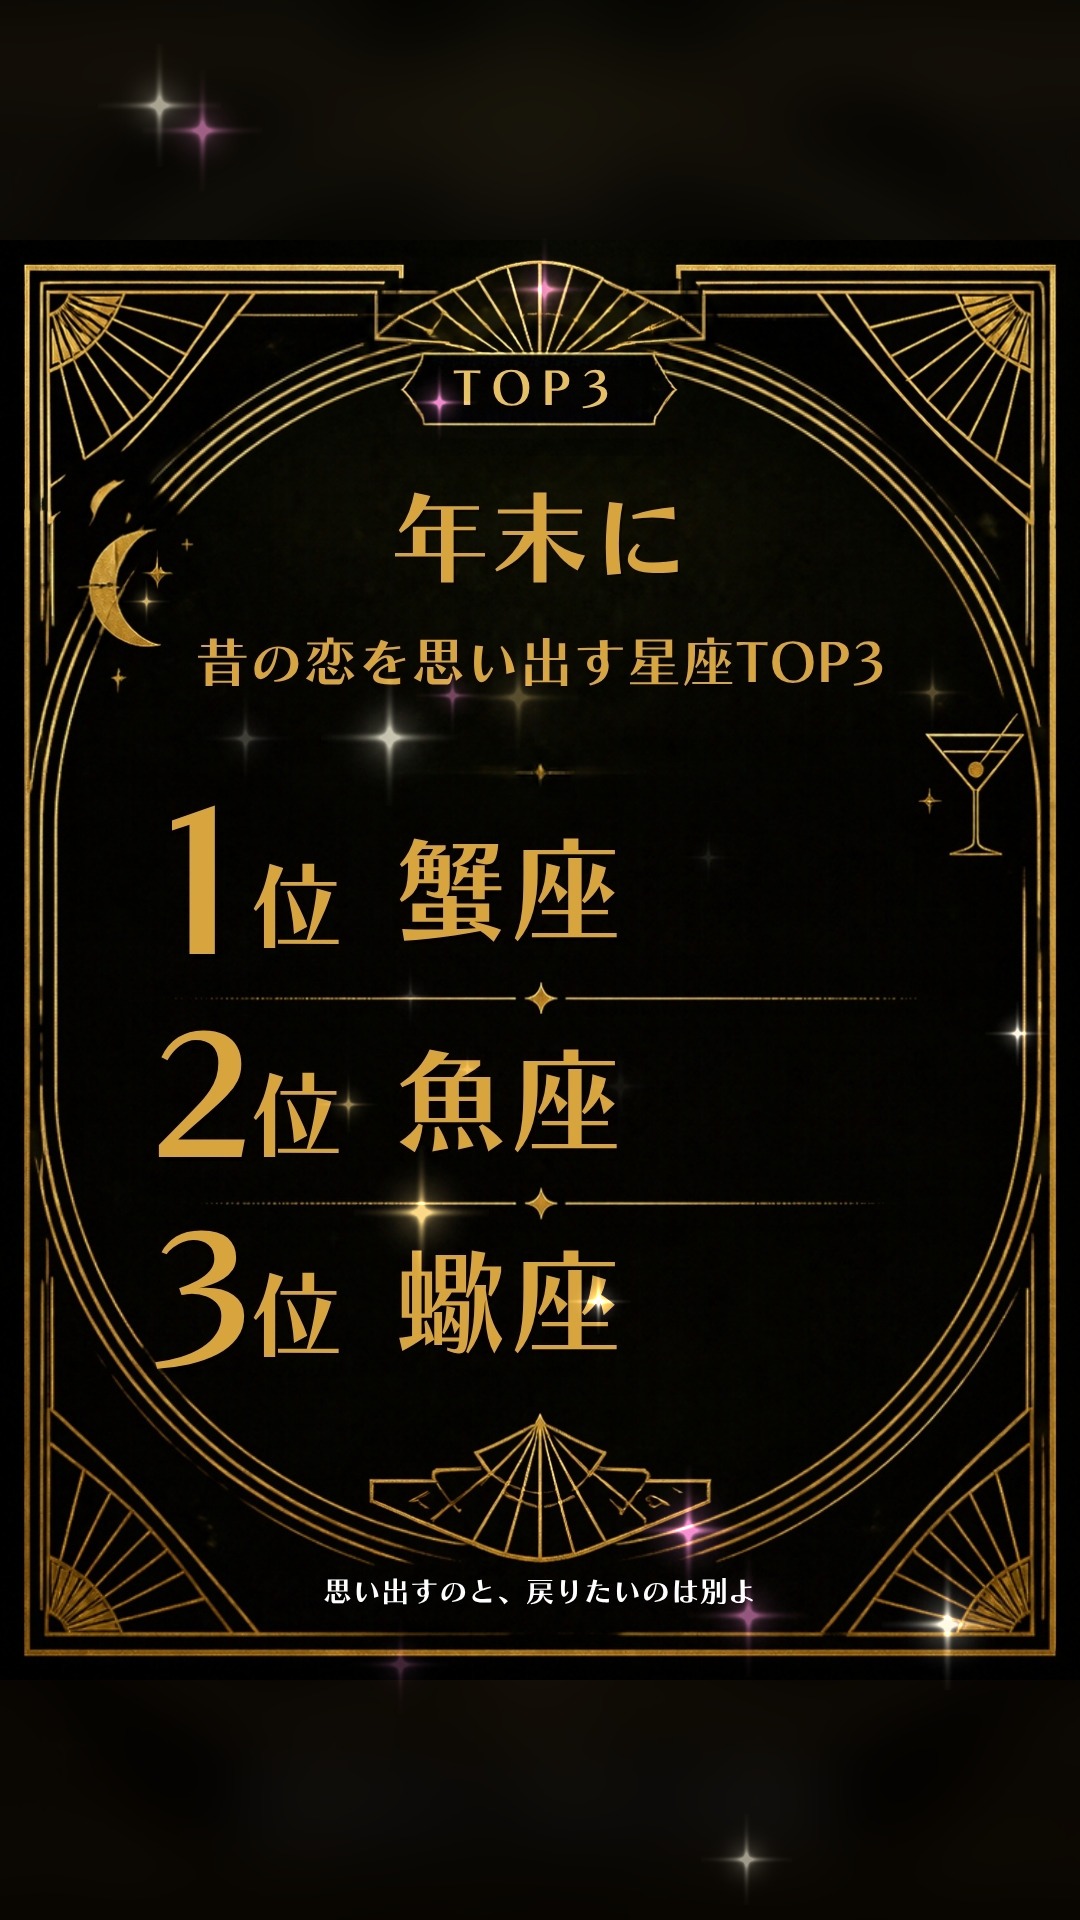 TOP3
年末に
昔の恋を思い出す星座TOP3
1位 蟹座
2位 魚座
3位 蠍座
思い出すのと、戻りたいのは別よ